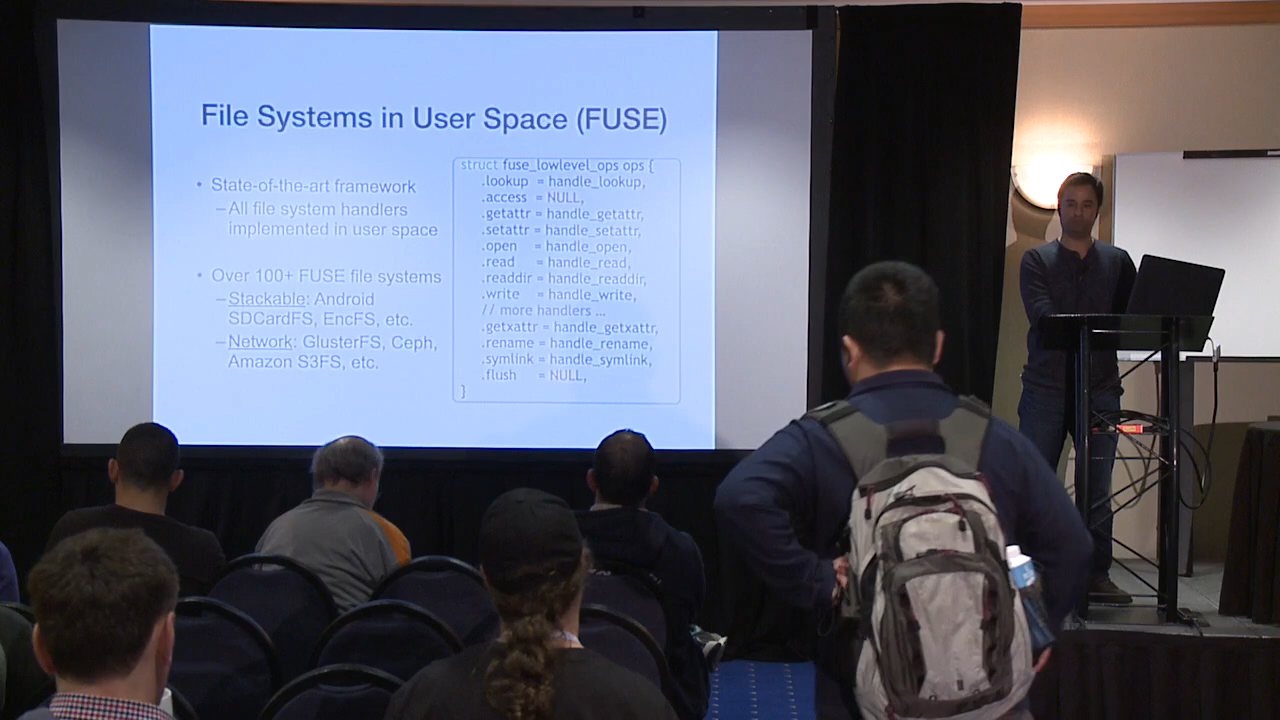 File Systems in User Space (FUSE)
• State-of-the-art framework
–All file system handlers
implemented in user space
• Over 100+ FUSE file systems
–Stackable: Android
SDCardFS, EncFS, etc.
–Network: GlusterFS, Ceph,
Amazon S3FS, etc.
struct fuse_lowlevel_ops ops {
.lookup = handle_lookup,
.access = NULL,
.getattr = handle_getattr,
.setattr = handle_setattr,
.open = handle_open,
.read = handle_read,
.readdir = handle_readdir,
.write = handle_write,
// more handlers ...
.getxattr = handle_getxattr,
.rename = handle_rename,
.symlink = handle_symlink,
.flush = NULL,
}